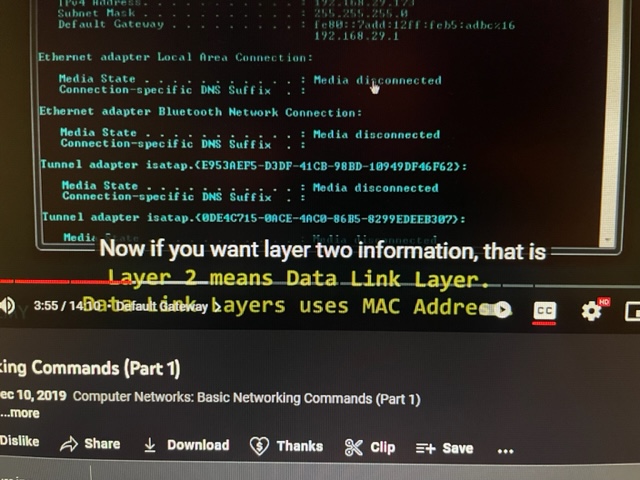 IPv4 Address . . . . . . . . . . . : 192.168.29.173
Subnet Mask . . . . . . . . . . . : 255.255.255.0
Default Gateway . . . . . . . . . : fe80::7add:12ff:feb5:adbc%16
192.168.29.1
Ethernet adapter Local Area Connection:
Media State . . . . . . . . . . . : Media disconnected
Connection-specific DNS Suffix . :
Ethernet adapter Bluetooth Network Connection:
Media State . . . . . . . . . . . : Media disconnected
Connection-specific DNS Suffix . :
Tunnel adapter isatap.{E953AEF5-D3DF-41CB-98BD-10949DF46F62}:
Media State . . . . . . . . . . . : Media disconnected
Connection-specific DNS Suffix . :
Tunnel adapter isatap.{0DE4C715-0ACE-4AC0-86B5-8299EDEEB307}:
Media State Media disconnected
Now if you want layer two information, that is
Layer 2 means Data Link Layer.
Data Link Layers uses MAC Addre
3:55 / 14:10 • Default Gateway >
CC
HD
king Commands (Part 1)
ec 10, 2019 Computer Networks: Basic Networking Commands (Part 1)
...more
Dislike Share Download Thanks Clip Save ...